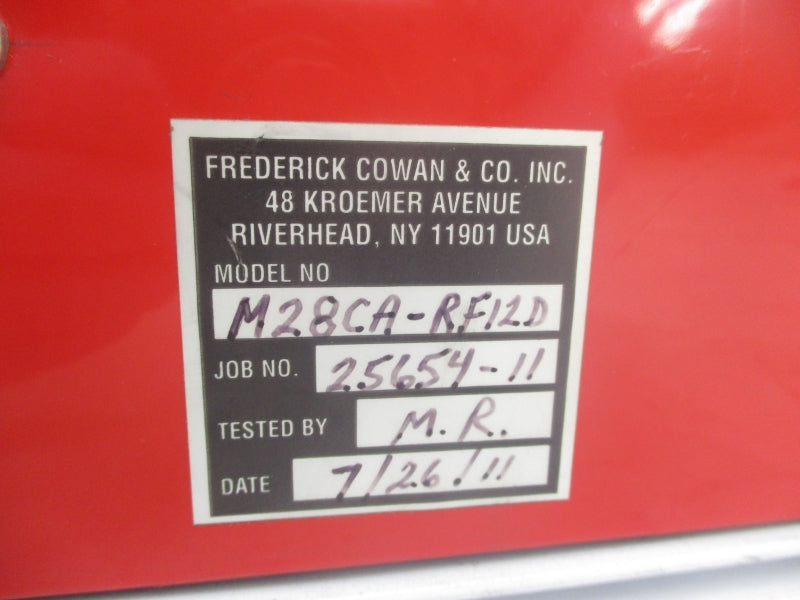 FREDERICK COWAN & CO. INC.
48 KROEMER AVENUE
RIVERHEAD, NY 11901 USA
MODEL NO
M28CA-RF12D
JOB NO. 25654-11
TESTED BY M.R.
DATE 7/26/11